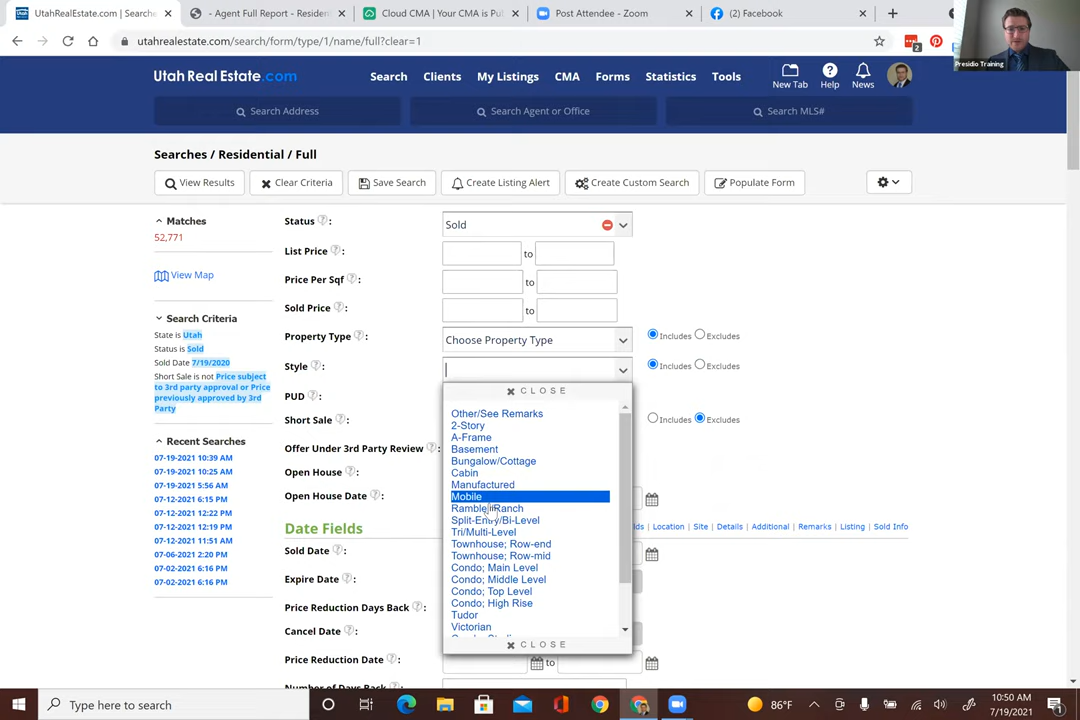 Utah Real Estate.com | Search
- Agent Full Report - Residen
Cloud CMA | Your CMA is Pu
Post Attendee - Zoom
(2) Facebook
utahrealestate.com/search/form/type/1/name/full?clear=1
2
Presidio Training
Utah Real Estate.com
Search
Clients
My Listings
CMA
Forms
Statistics
Tools
New Tab
Help
News
Search Address
Search Agent or Office
Search MLS#
Searches / Residential / Full
View Results
Clear Criteria
Save Search
Create Listing Alert
Create Custom Search
Populate Form
Matches
52,771
View Map
Search Criteria
State is Utah
Status is Sold
Sold Date 7/19/2020
Short Sale is not Price subject
to 3rd party approval or Price
previously approved by 3rd
Party
Recent Searches
07-19-2021 10:39 AM
07-19-2021 10:25 AM
07-19-2021 5:56 AM
07-12-2021 6:15 PM
07-12-2021 12:22 PM
07-12-2021 12:19 PM
07-12-2021 11:51 AM
07-06-2021 2:20 PM
07-02-2021 6:16 PM
07-02-2021 6:16 PM
Status ? :
Sold
List Price ? :
to
Price Per Sqf ? :
to
Sold Price ? :
to
Property Type ? :
Choose Property Type
Includes
Excludes
Style ? :
Includes
Excludes
PUD ? :
Short Sale ? :
Includes
Excludes
Offer Under 3rd Party Review ? :
Open House ? :
Open House Date ? :
CLOSE
Other/See Remarks
2-Story
A-Frame
Basement
Bungalow/Cottage
Cabin
Manufactured
Mobile
Rambler/Ranch
Split-Entry/Bi-Level
Tri/Multi-Level
Townhouse; Row-end
Townhouse; Row-mid
Condo; Main Level
Condo; Middle Level
Condo; Top Level
Condo; High Rise
Tudor
Victorian
CLOSE
Date Fields
| Location | Site | Details | Additional | Remarks | Listing | Sold Info
Sold Date ? :
Expire Date ? :
Price Reduction Days Back ? :
Cancel Date ? :
Price Reduction Date ? :
to
Number of Days Back ? :
Type here to search
86°F
10:50 AM
7/19/2021
1